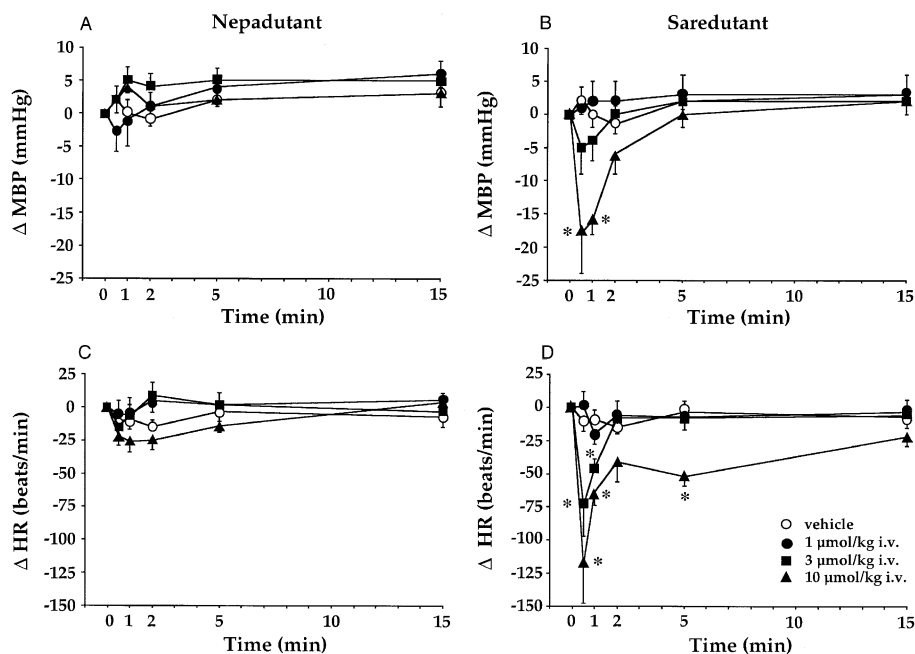 A
Nepadutant
10
5
0
-5
-10
-15
-20
-25
Δ MBP (mmHg)
0 1 2 5 10 15
Time (min)
B
Saredutant
10
5
0
-5
-10
-15
-20
-25
Δ MBP (mmHg)
* *
0 1 2 5 10 15
Time (min)
C
25
0
-25
-50
-75
-100
-125
-150
Δ HR (beats/min)
0 1 2 5 10 15
Time (min)
D
25
0
-25
-50
-75
-100
-125
-150
Δ HR (beats/min)
*
* * *
*
vehicle
1 µmol/kg i.v.
3 µmol/kg i.v.
10 µmol/kg i.v.
0 1 2 5 10 15
Time (min)